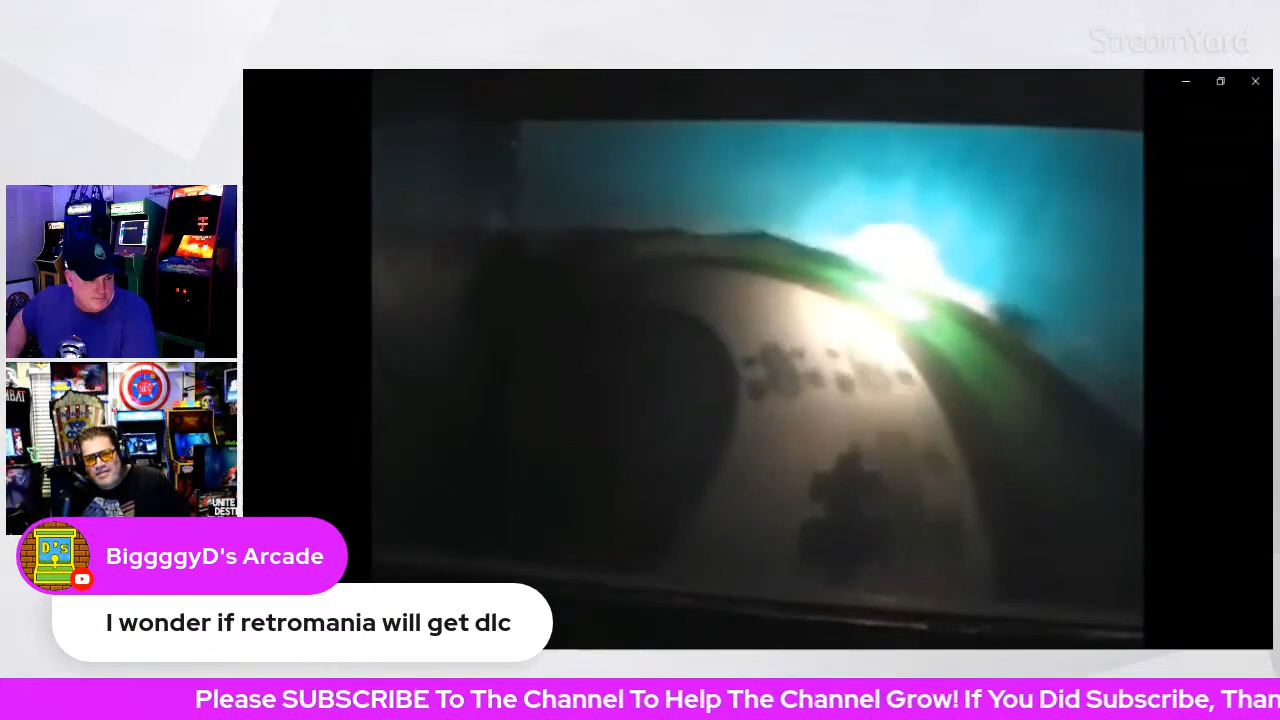 StreamYard
BiggggyD's Arcade
D's
I wonder if retromania will get dlc
Please SUBSCRIBE To The Channel To Help The Channel Grow! If You Did Subscribe, Than